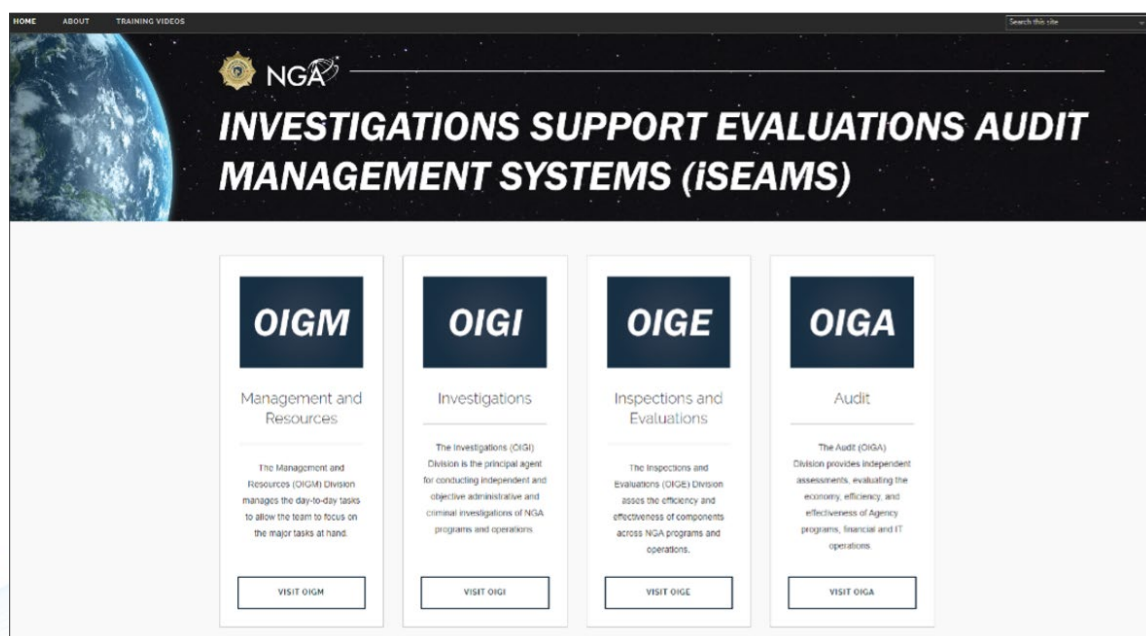 HOME ABOUT TRAINING VIDEOS Search this site
NGA
INVESTIGATIONS SUPPORT EVALUATIONS AUDIT
MANAGEMENT SYSTEMS (iSEAMS)
OIGM
Management and
Resources
The Management and
Resources (OIGM) Division
manages the day-to-day tasks
to allow the team to focus on
the major tasks at hand.
VISIT OIGM
OIGI
Investigations
The Investigations (OIGI)
Division is the principal agent
for conducting independent and
objective administrative and
criminal investigations of NGA
programs and operations
VISIT OIGI
OIGE
Inspections and
Evaluations
The Inspections and
Evaluations (OIGE) Division
asses the efficiency and
effectiveness of components
across NGA programs and
operations.
VISIT OIGE
OIGA
Audit
The Audit (OIGA)
Division provides independent
assessments, evaluating the
economy, efficiency, and
effectiveness of Agency
programs, financial and IT
operations.
VISIT OIGA